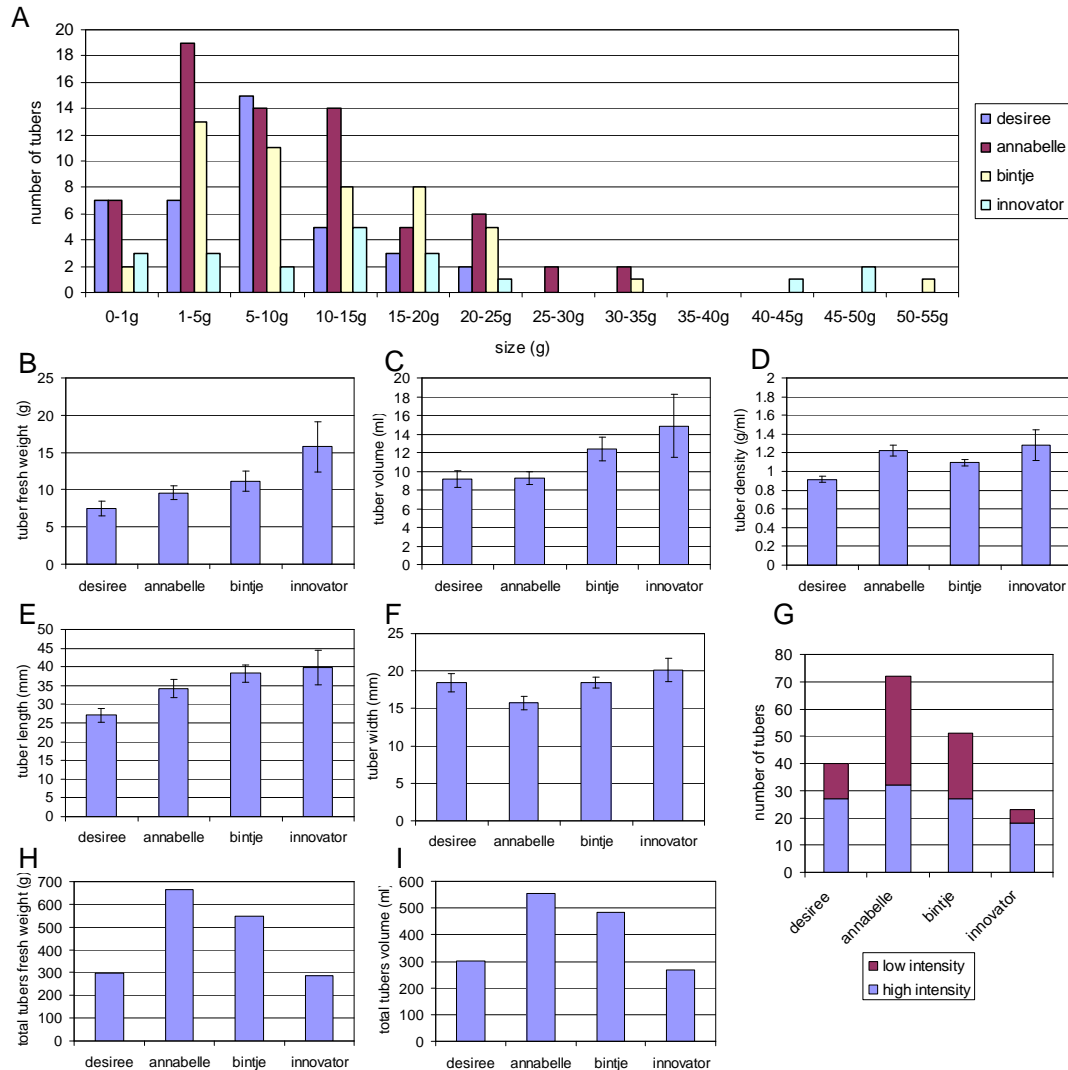 A
number of tubers
20
18
16
14
12
10
8
6
4
2
0
0-1g 1-5g 5-10g 10-15g 15-20g 20-25g 25-30g 30-35g 35-40g 40-45g 45-50g 50-55g
size (g)
desiree
annabelle
bintje
innovator
B
tuber fresh weight (g)
25
20
15
10
5
0
desiree annabelle bintje innovator
C
tuber volume (ml)
20
18
16
14
12
10
8
6
4
2
0
desiree annabelle bintje innovator
D
tuber density (g/ml)
2
1.8
1.6
1.4
1.2
1
0.8
0.6
0.4
0.2
0
desiree annabelle bintje innovator
E
tuber length (mm)
50
45
40
35
30
25
20
15
10
5
0
desiree annabelle bintje innovator
F
tuber width (mm)
25
20
15
10
5
0
desiree annabelle bintje innovator
G
number of tubers
80
70
60
50
40
30
20
10
0
desiree annabelle bintje innovator
low intensity
high intensity
H
total tubers fresh weight (g)
700
600
500
400
300
200
100
0
desiree annabelle bintje innovator
I
total tubers volume (ml)
600
500
400
300
200
100
0
desiree annabelle bintje innovator